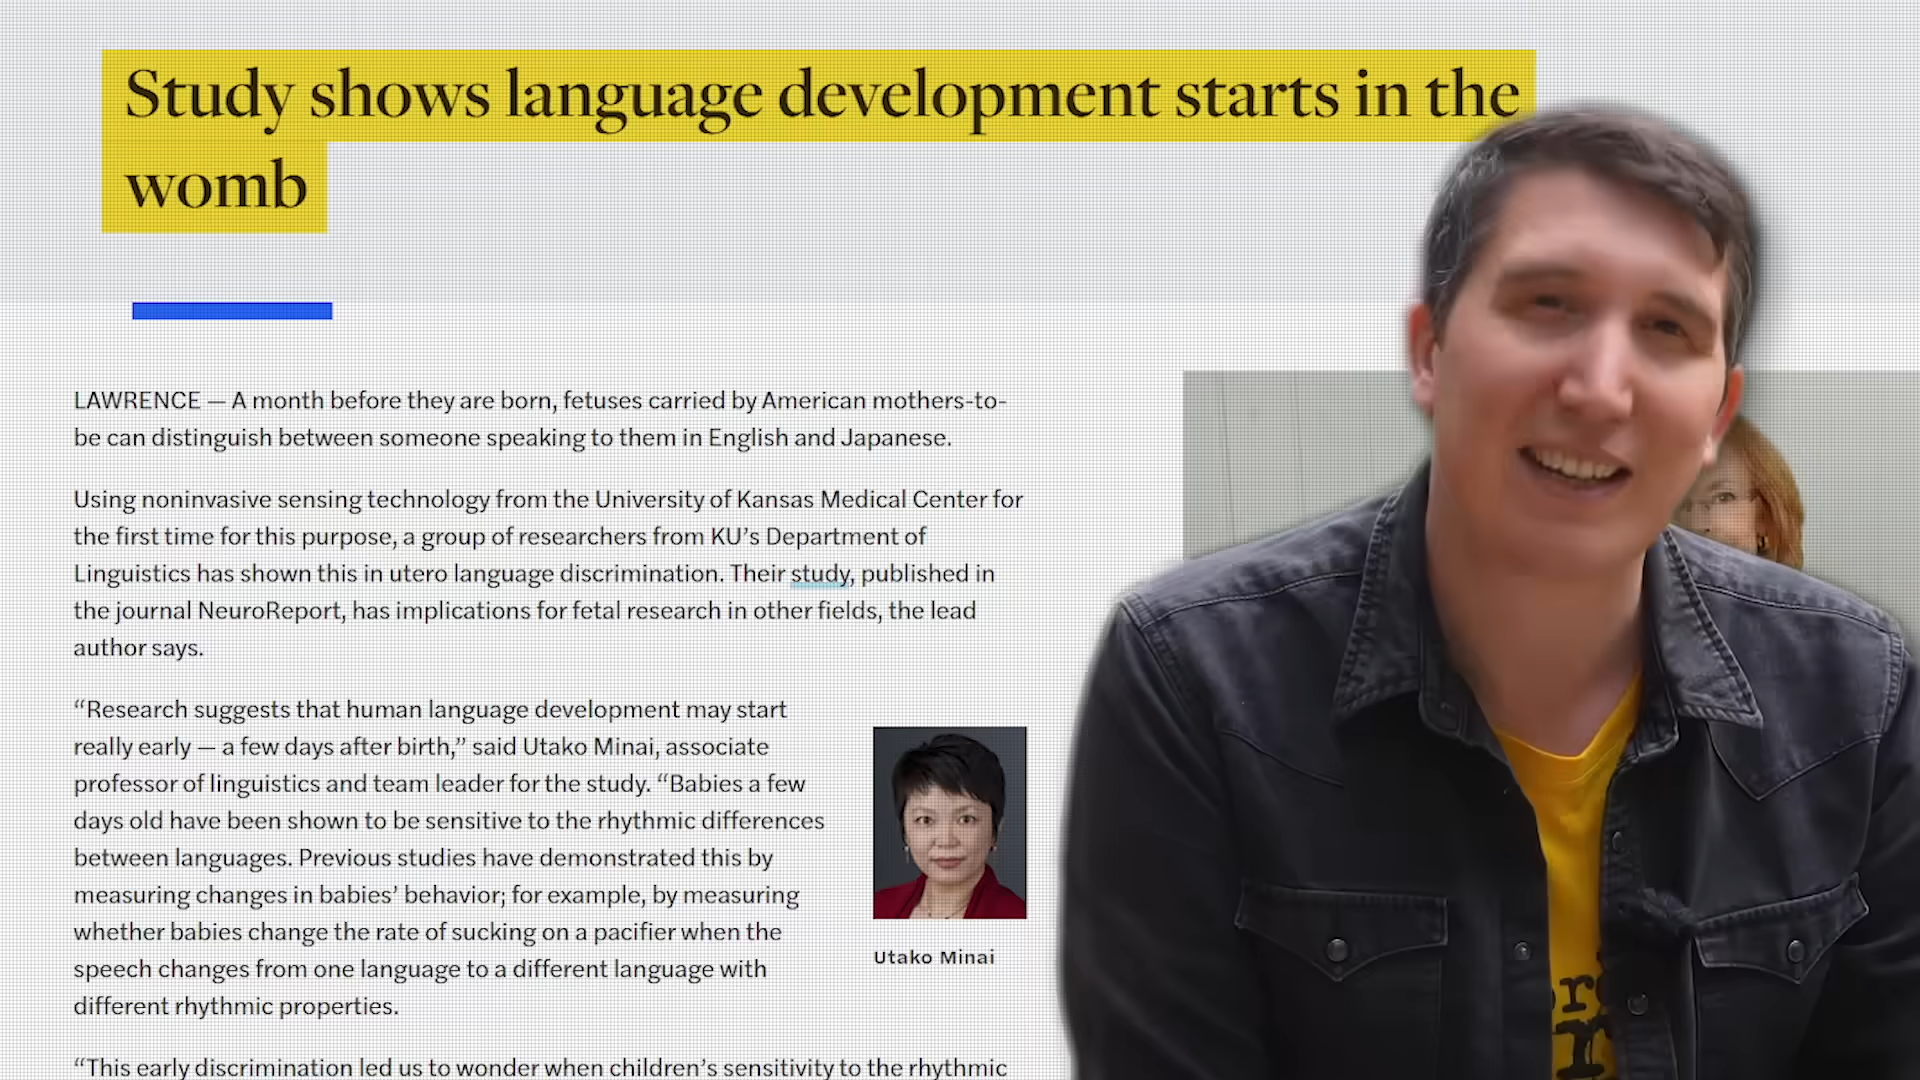 Study shows language development starts in the
womb
LAWRENCE — A month before they are born, fetuses carried by American mothers-to-
be can distinguish between someone speaking to them in English and Japanese.
Using noninvasive sensing technology from the University of Kansas Medical Center for
the first time for this purpose, a group of researchers from KU’s Department of
Linguistics has shown this in utero language discrimination. Their study, published in
the journal NeuroReport, has implications for fetal research in other fields, the lead
author says.
“Research suggests that human language development may start
really early — a few days after birth,” said Utako Minai, associate
professor of linguistics and team leader for the study. “Babies a few
days old have been shown to be sensitive to the rhythmic differences
between languages. Previous studies have demonstrated this by
measuring changes in babies’ behavior; for example, by measuring
whether babies change the rate of sucking on a pacifier when the
speech changes from one language to a different language with
different rhythmic properties.
Utako Minai
“This early discrimination led us to wonder when children’s sensitivity to the rhythmic